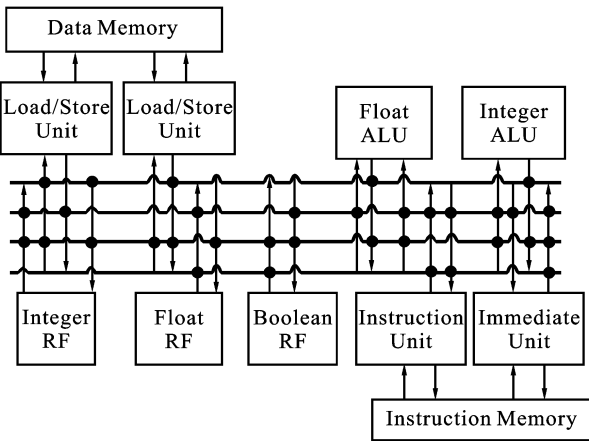 Data Memory
Load/Store
Unit
Load/Store
Unit
Float
ALU
Integer
ALU
Integer
RF
Float
RF
Boolean
RF
Instruction
Unit
Immediate
Unit
Instruction Memory